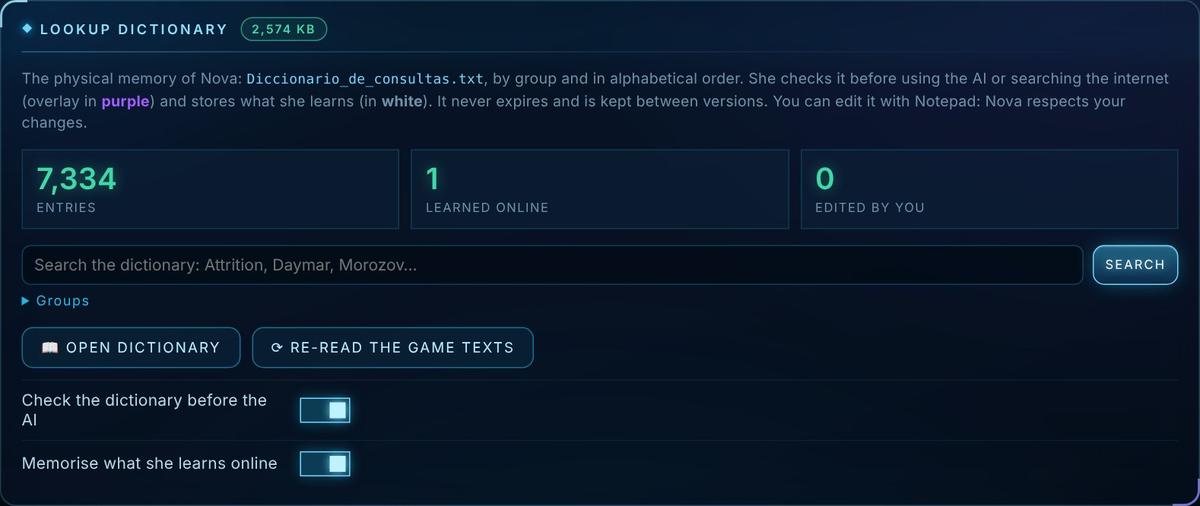 LOOKUP DICTIONARY 2,574 KB
The physical memory of Nova: Diccionario_de_consultas.txt, by group and in alphabetical order. She checks it before using the AI or searching the internet
(overlay in purple) and stores what she learns (in white). It never expires and is kept between versions. You can edit it with Notepad: Nova respects your
changes.
7,334
ENTRIES
1
LEARNED ONLINE
0
EDITED BY YOU
Search the dictionary: Attrition, Daymar, Morozov...
SEARCH
Groups
OPEN DICTIONARY
RE-READ THE GAME TEXTS
Check the dictionary before the
AI
Memorise what she learns online